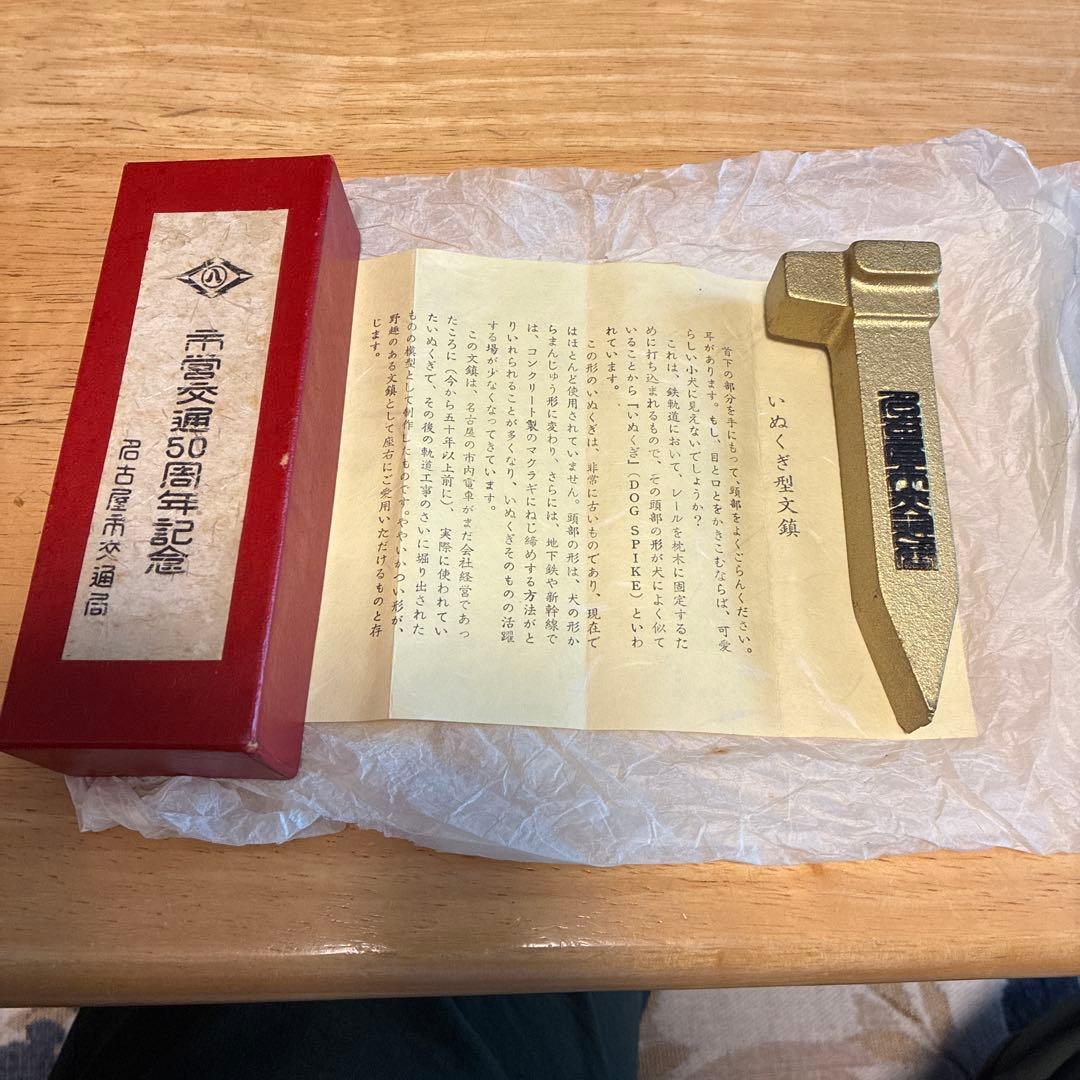 八
市営交通50周年記念
名古屋市交通局
いぬくぎ型文鎮
首下の部分を手にもって、頭部をよくごらんください。
耳があります。もし、目と口とをかきこむならば、可愛
らしい小犬に見えないでしょうか？
これは、鉄軌道において、レールを枕木に固定するた
めに打ち込まれるもので、その頭部の形が犬によく似て
いることから「いぬくぎ」（DOG SPIKE）といわ
れています。
この形のいぬくぎは、非常に古いものであり、現在で
はほとんど使用されていません。頭部の形は、犬の形か
らまんじゅう形に変わり、さらには、地下鉄や新幹線で
は、コンクリート製のマクラギにねじ締めする方法がと
りいれられることが多くなり、いぬくぎそのものの活躍
する場が少なくなってきています。
この文鎮は、名古屋の市内電車がまだ会社経営であっ
たころに（今から五十年以上前に）、実際に使われてい
たいぬくぎで、その後の軌道工事のさいに掘り出された
ものの模型として制作したものです。ややいかつい形が、
野趣のある文鎮として座右にご愛用いただけるものと存
じます。